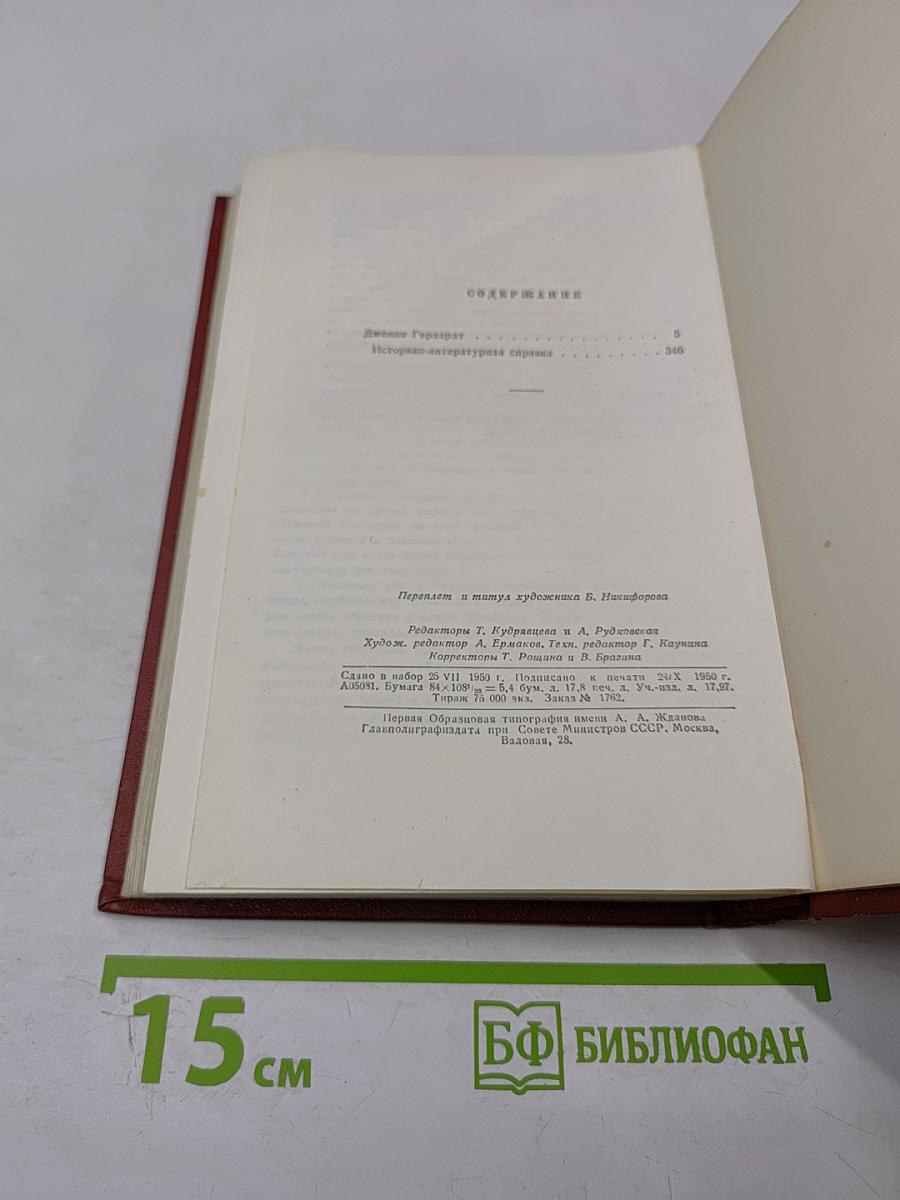 СОДЕРЖАНИЕ
Дженни Герхардт . . . . . . . . . . . . . . . . 5
Историко-литературная справка . . . . . . . . . 346
Переплет и титул художника Б. Никифорова
Редакторы Т. Кудрявцева и А. Рудковская
Худож. редактор А. Ермаков. Техн. редактор Г. Каунина
Корректоры Т. Рощина и В. Брагина
Сдано в набор 25 VII 1950 г. Подписано к печати 24/X 1950 г.
А05081. Бумага 84×108¹/₃₂ = 5,4 бум. л. 17,8 печ. л. Уч.-изд. л. 17,97.
Тираж 75 000 экз. Заказ № 1762.
Первая Образцовая типография имени А. А. Жданова
Главполиграфиздата при Совете Министров СССР. Москва,
Валовая, 28.
15 см
БФ БИБЛИОФАН